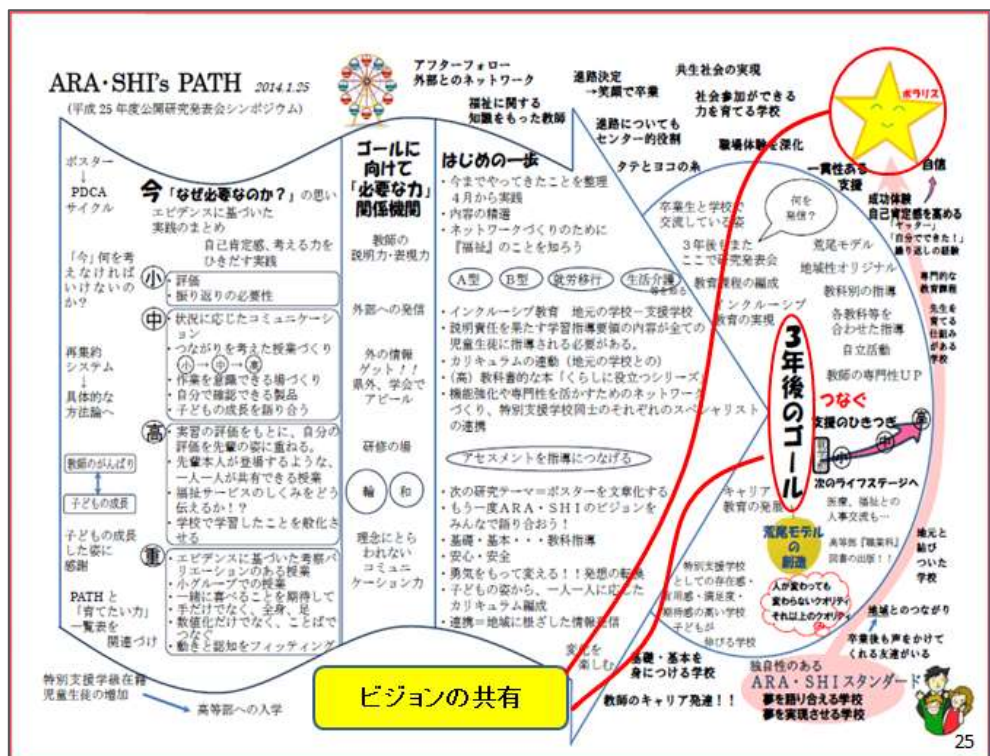 ARA・SHI's PATH 2014.1.25
(平成25年度公開研究発表会シンポジウム)
アフターフォロー
外部とのネットワーク
福祉に関する
知識をもった教師
進路決定
→笑顔で卒業
進路についても
センター的役割
タテとヨコの糸
共生社会の実現
社会参加ができる
力を育てる学校
職場体験を深化
一貫性ある
支援
ポラリス
自信
成功体験
自己肯定感を高める
「ヤッター」
「自分でできた!」
繰り返しの経験
専門的な
教育課程
先生を
育てる
仕組み
がある
学校
ポスター
↓
PDCA
サイクル
「今」何を考
えなければ
いけないの
か?
再集約
システム
↓
具体的な
方法論へ
教師のがんばり
子どもの成長
子どもの成長
した姿に
感謝
PATHと
「育てたい力」
一覧表を
関連づけ
特別支援学級在籍
児童生徒の増加
高等部への入学
今「なぜ必要なのか?」の思い
エビデンスに基づいた
実践のまとめ
自己肯定感、考える力を
ひきだす実践
小
・評価
・振り返りの必要性
中
・状況に応じたコミュニケーシ
ョン
・つながりを考えた授業づくり
小→中→高
・作業を意識できる場づくり
・自分で確認できる製品
・子どもの成長を語り合う
高
・実習の評価をもとに、自分の
評価を先輩の姿に重ねる。
・先輩本人が登場するような、
一人一人が共有できる授業
・福祉サービスのしくみをどう
伝えるか!?
・学校で学習したことを般化さ
せる
重
・エビデンスに基づいた考察バ
リエーションのある授業
・小グループでの授業
・一緒に喜べることを期待して
・手だけでなく、全身、足
・数値化だけでなく、ことばで
つなぐ
・動きと認知をフィッティング
ゴールに
向けて
「必要な力」
関係機関
教師の
説明力・表現力
外部への発信
外の情報
ゲット!!
県外、学会で
アピール
研修の場
輪 和
理念にとら
われない
コミュニ
ケーション力
はじめの一歩
・今までやってきたことを整理
4月から実践
・内容の精選
・ネットワークづくりのために
『福祉』のことを知ろう
A型 B型 就労移行 生活介護
等を知る
・インクルーシブ教育 地元の学校-支援学校
・説明責任を果たす学習指導要領の内容が全ての
児童生徒に指導される必要がある。
・カリキュラムの連動(地元の学校との)
・(高)教科書的な本「くらしに役立つシリーズ」
・機能強化や専門性を活かすためのネットワーク
づくり、特別支援学校同士のそれぞれのスペシャリスト
の連携
アセスメントを指導につなげる
・次の研究テーマ=ポスターを文章化する
・もう一度ARA・SHIのビジョンを
みんなで語り合おう!
・基礎・基本・・・教科指導
・安心・安全
・勇気をもって変える!!発想の転換
・子どもの姿から、一人一人に応じた
カリキュラム編成
・連携=地域に根ざした情報発信
変化を
楽しむ
ビジョンの共有
基礎・基本を
身につける学校
教師のキャリア発達!!
卒業生と学校で
交流している姿
何を
発信?
3年後もまた
ここで研究発表会
教育課程の編成
インクルーシブ
教育の実現
3年後のゴール
荒尾モデル
地域性オリジナル
教科別の指導
各教科等を
合わせた指導
自立活動
教師の専門性UP
つなぐ
支援のひきつぎ
小 中 高
次のライフステージへ
医療、福祉との
人事交流も…
高等部「職業科」
図書の出版!!
キャリア
教育の発展
荒尾モデル
の
創造
特別支援学校
としての存在感・
有用感・満足度・
期待感の高い学校
子どもが
伸びる学校
人が変わっても
変わらないクオリティ
それ以上のクオリティ
地元と
結び
ついた
学校
地域とのつながり
卒業後も声をかけて
くれる友達がいる
独自性のある
ARA・SHIスタンダード
夢を語り合える学校
夢を実現させる学校
25